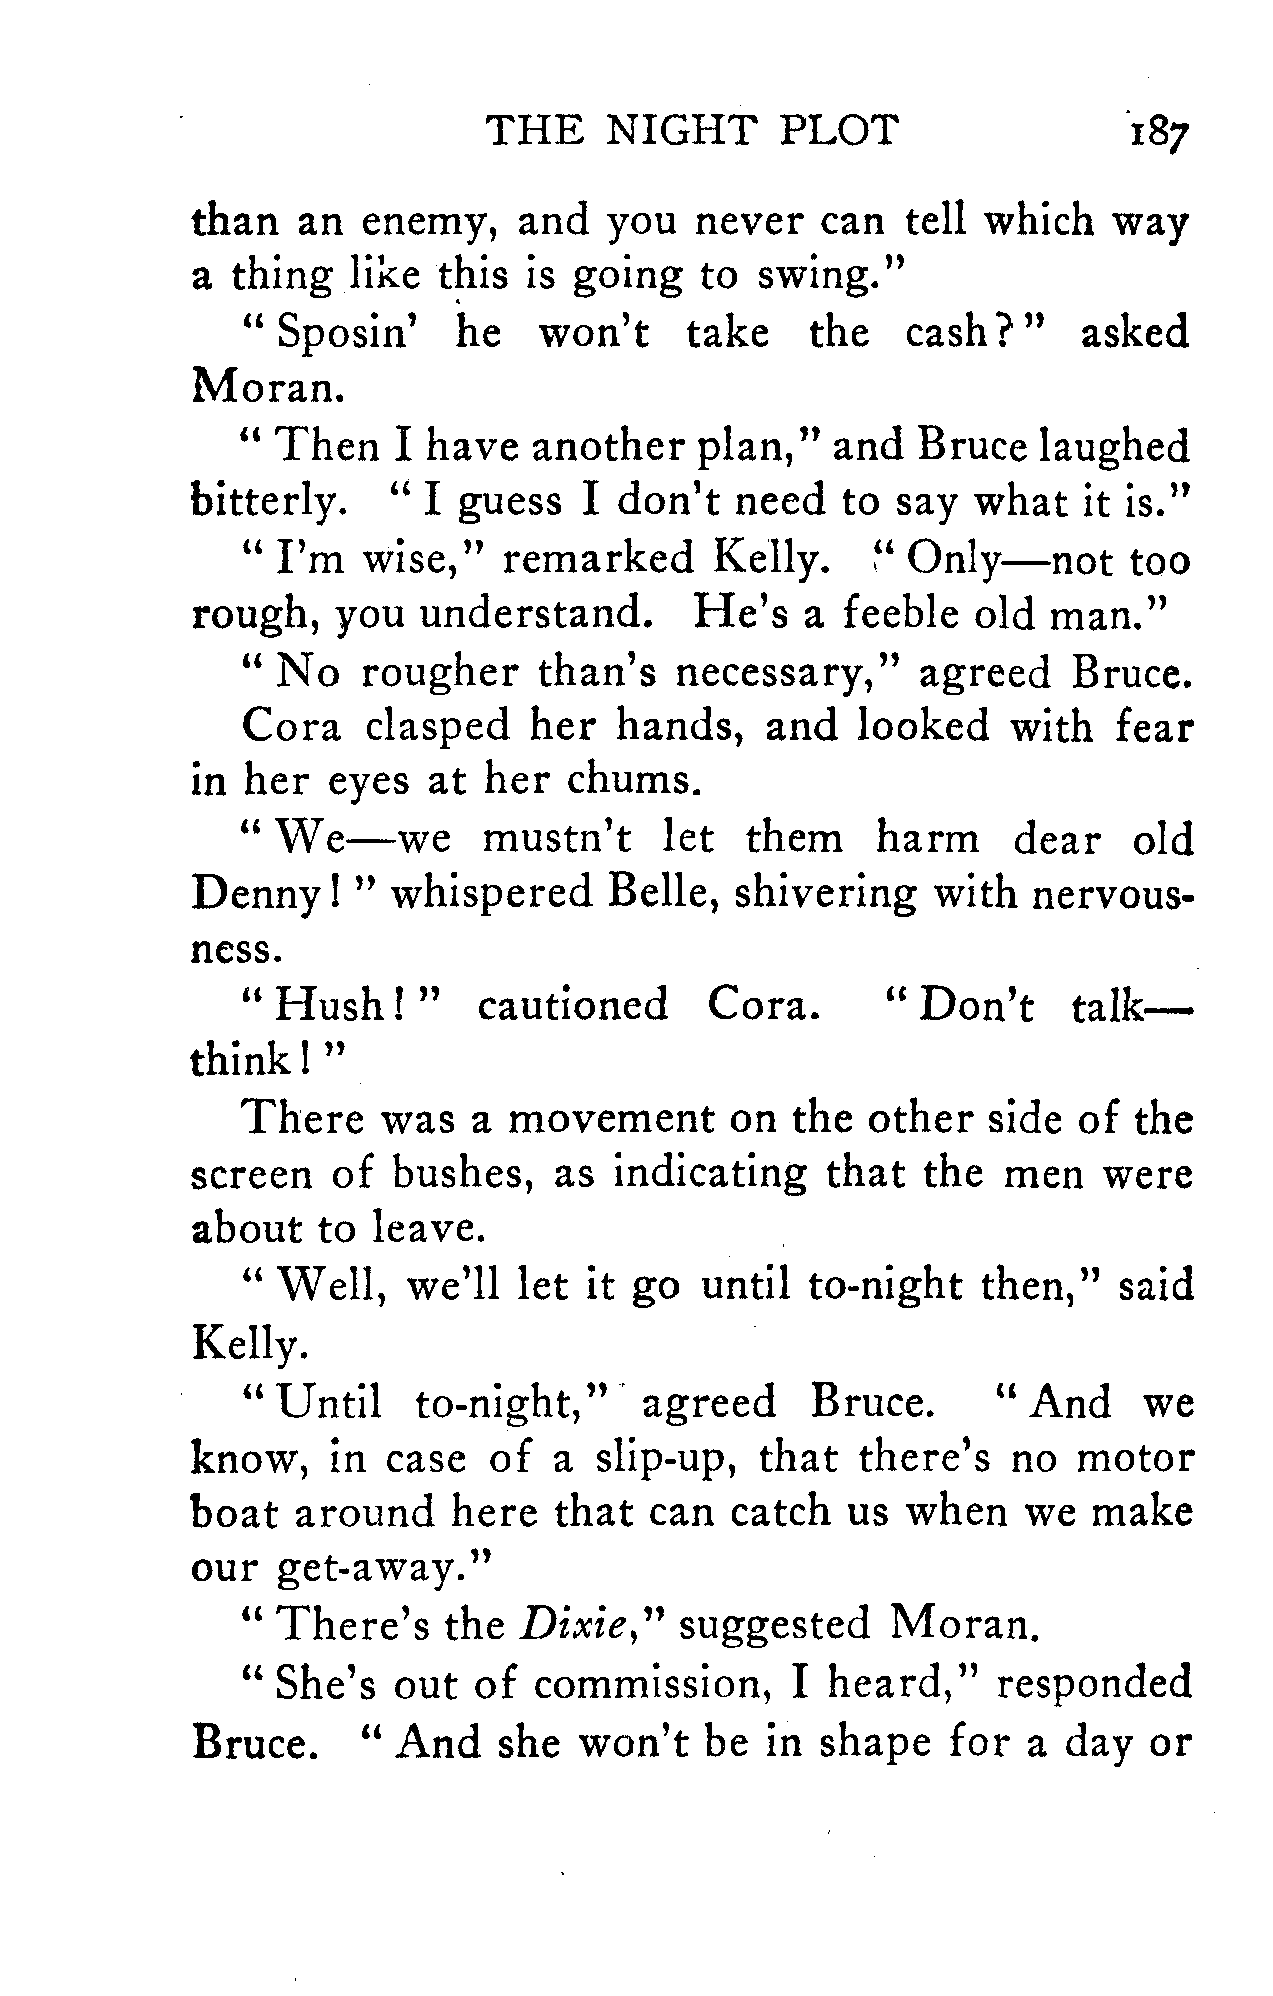 THE NIGHT PLOT 187
than an enemy, and you never can tell which way
a thing like this is going to swing."
" Sposin' he won't take the cash? " asked
Moran.
" Then I have another plan," and Bruce laughed
bitterly. " I guess I don't need to say what it is."
" I'm wise," remarked Kelly. " Only—not too
rough, you understand. He's a feeble old man."
" No rougher than's necessary," agreed Bruce.
Cora clasped her hands, and looked with fear
in her eyes at her chums.
" We—we mustn't let them harm dear old
Denny! " whispered Belle, shivering with nervous-
ness.
" Hush! " cautioned Cora. " Don't talk—
think! "
There was a movement on the other side of the
screen of bushes, as indicating that the men were
about to leave.
" Well, we'll let it go until to-night then," said
Kelly.
" Until to-night," agreed Bruce. " And we
know, in case of a slip-up, that there's no motor
boat around here that can catch us when we make
our get-away."
" There's the Dixie," suggested Moran.
" She's out of commission, I heard," responded
Bruce. " And she won't be in shape for a day or